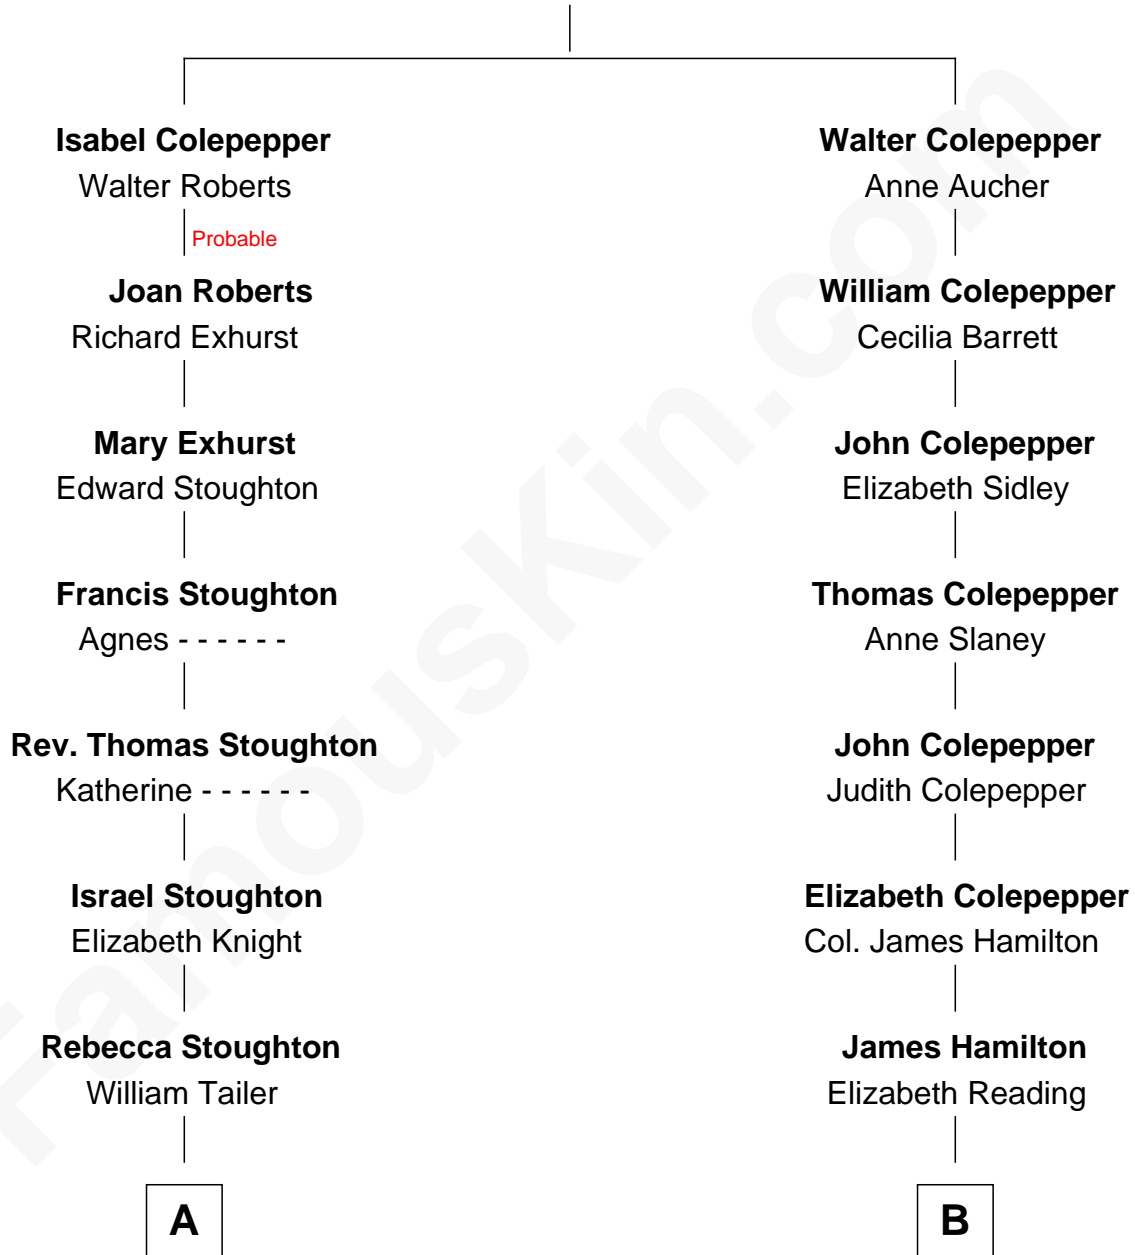 Isabel Colepepper
Walter Roberts
Probable
Joan Roberts
Richard Exhurst
Mary Exhurst
Edward Stoughton
Francis Stoughton
Agnes - - - - - -
Rev. Thomas Stoughton
Katherine - - - - - -
Israel Stoughton
Elizabeth Knight
Rebecca Stoughton
William Tailer
A
Walter Colepepper
Anne Aucher
William Colepepper
Cecilia Barrett
John Colepepper
Elizabeth Sidley
Thomas Colepepper
Anne Slaney
John Colepepper
Judith Colepepper
Elizabeth Colepepper
Col. James Hamilton
James Hamilton
Elizabeth Reading
B
FamousKin.com